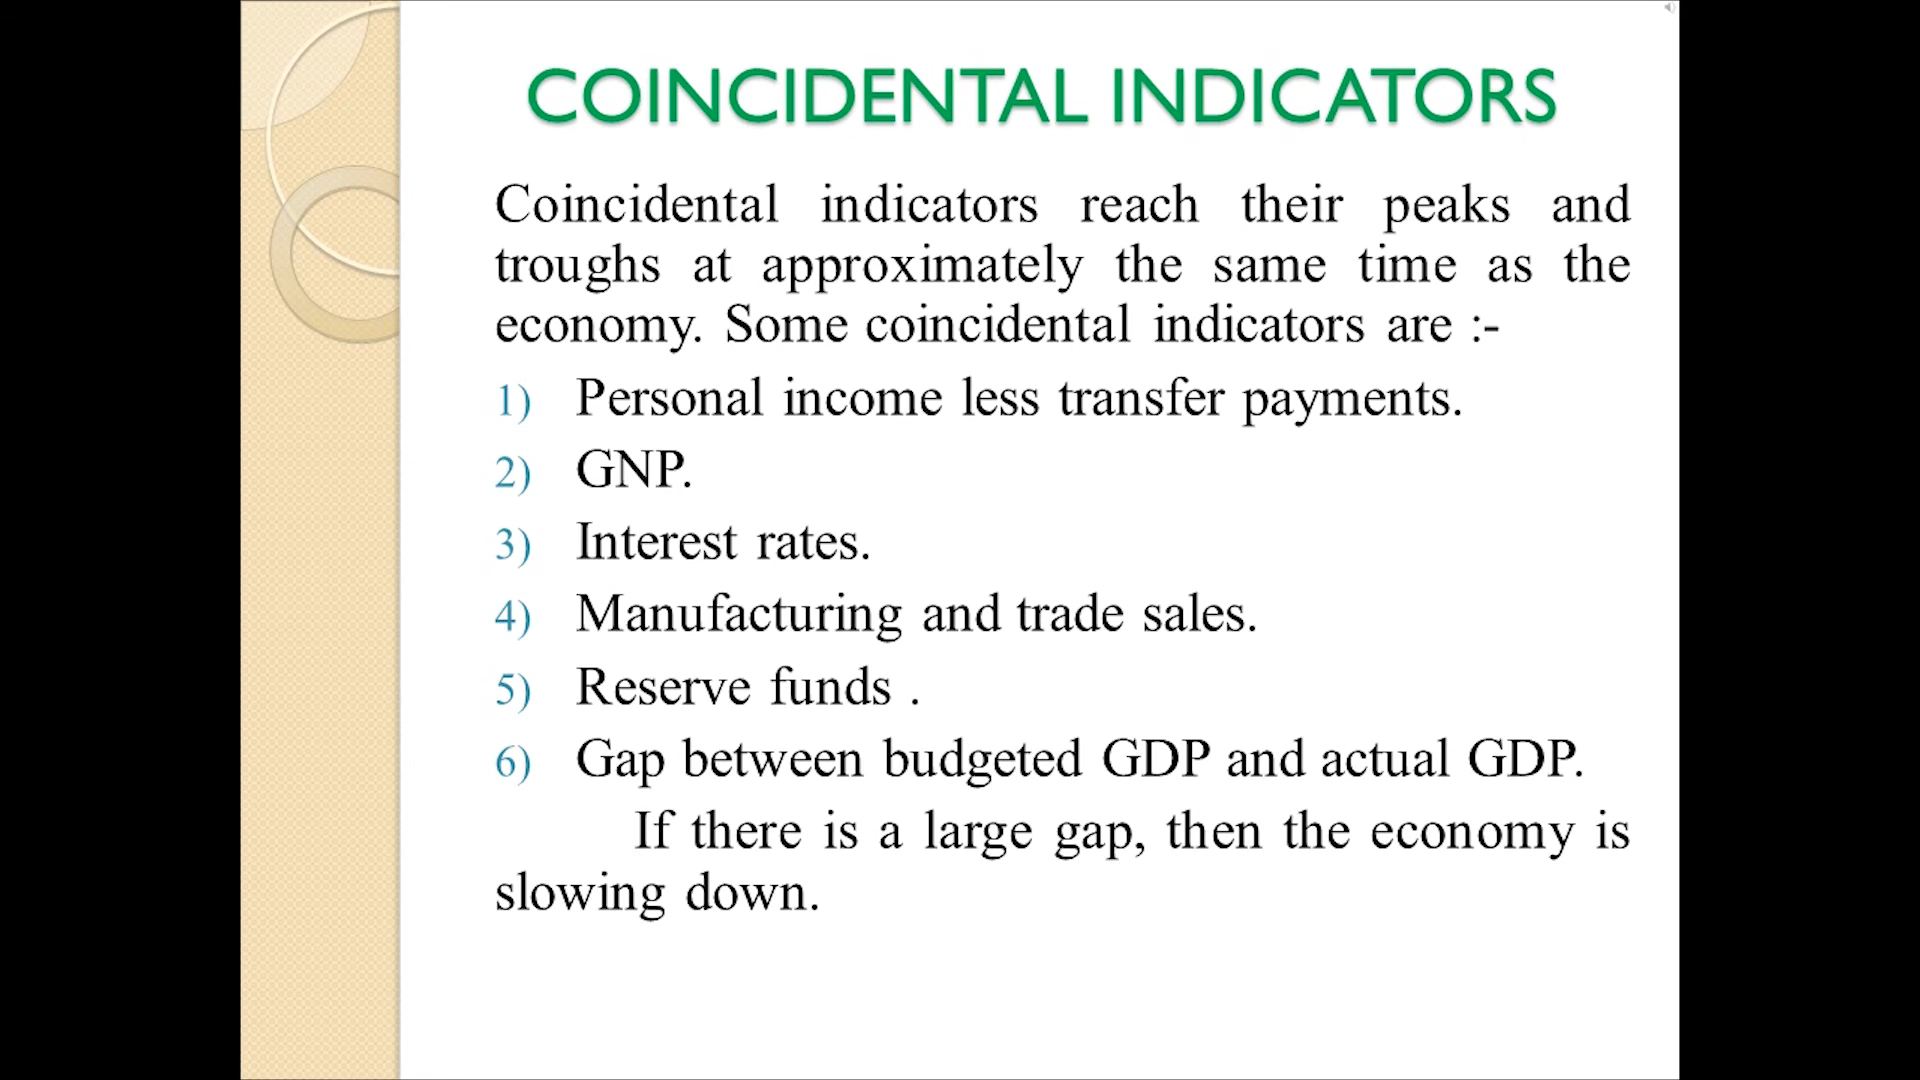 COINCIDENTAL INDICATORS
Coincidental indicators reach their peaks and
troughs at approximately the same time as the
economy. Some coincidental indicators are :-
1) Personal income less transfer payments.
2) GNP.
3) Interest rates.
4) Manufacturing and trade sales.
5) Reserve funds .
6) Gap between budgeted GDP and actual GDP.
If there is a large gap, then the economy is
slowing down.